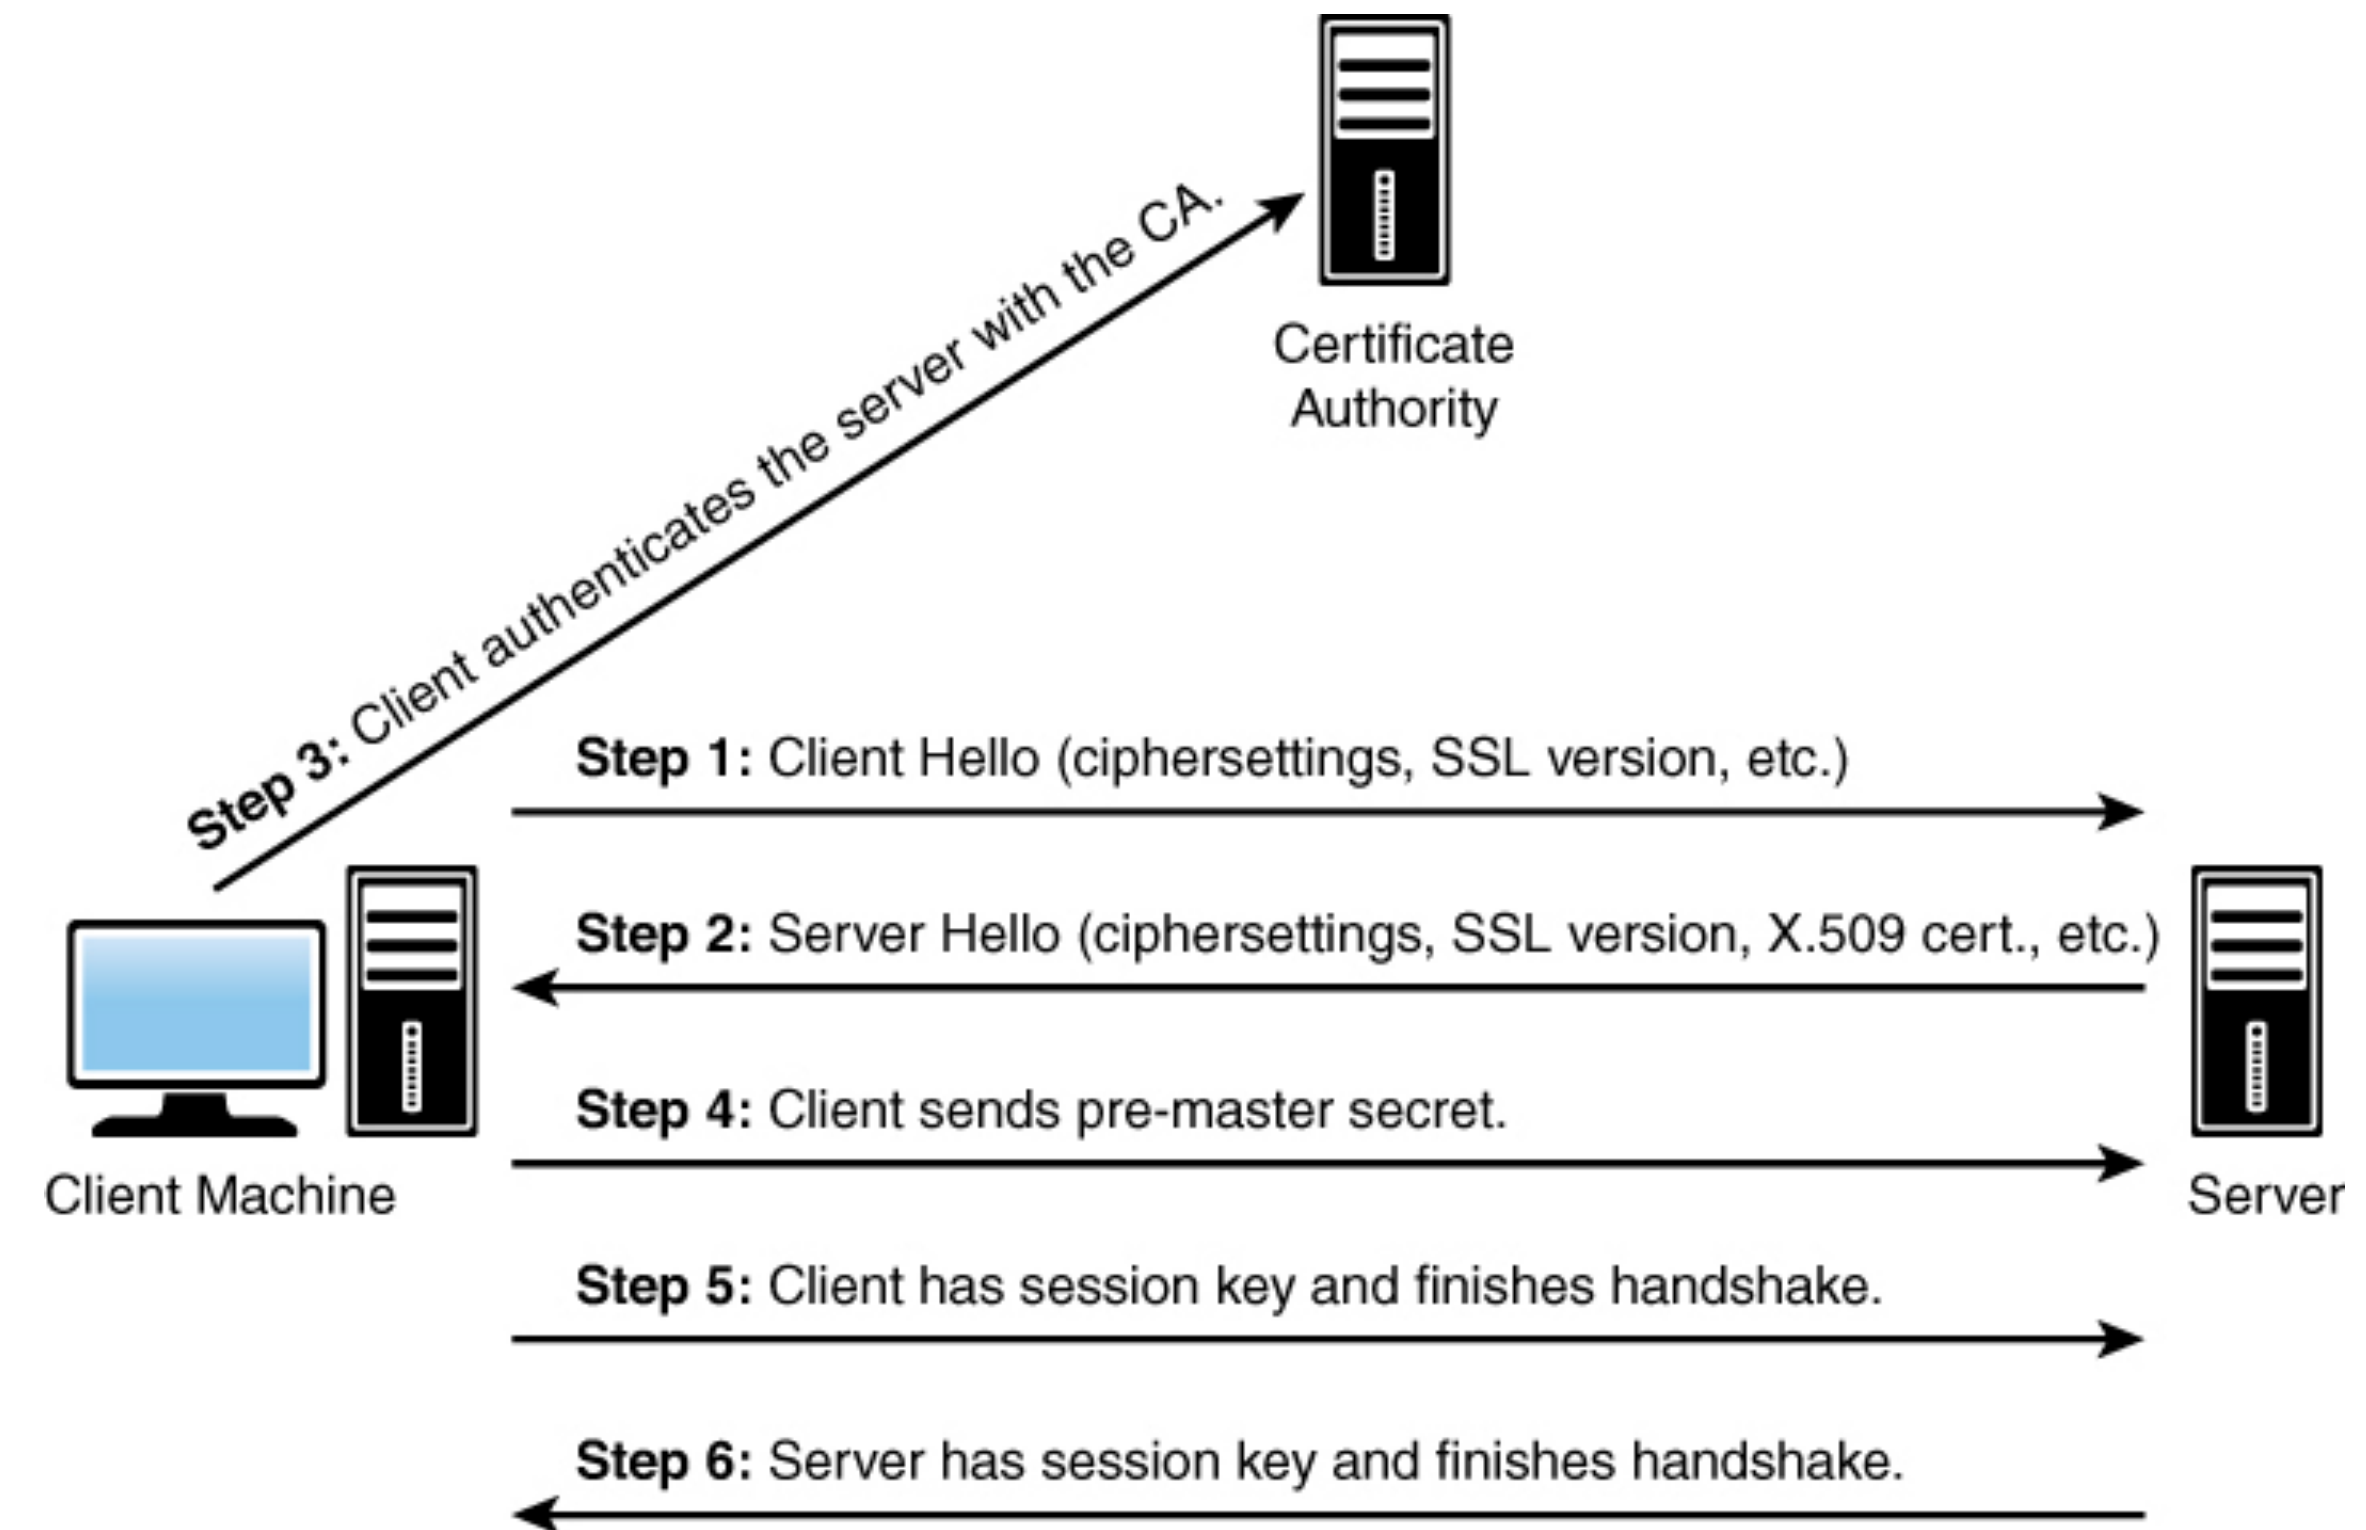 Certificate
Authority
Step 3: Client authenticates the server with the CA.
Step 1: Client Hello (ciphersettings, SSL version, etc.)
Step 2: Server Hello (ciphersettings, SSL version, X.509 cert., etc.)
Step 4: Client sends pre-master secret.
Client Machine
Server
Step 5: Client has session key and finishes handshake.
Step 6: Server has session key and finishes handshake.